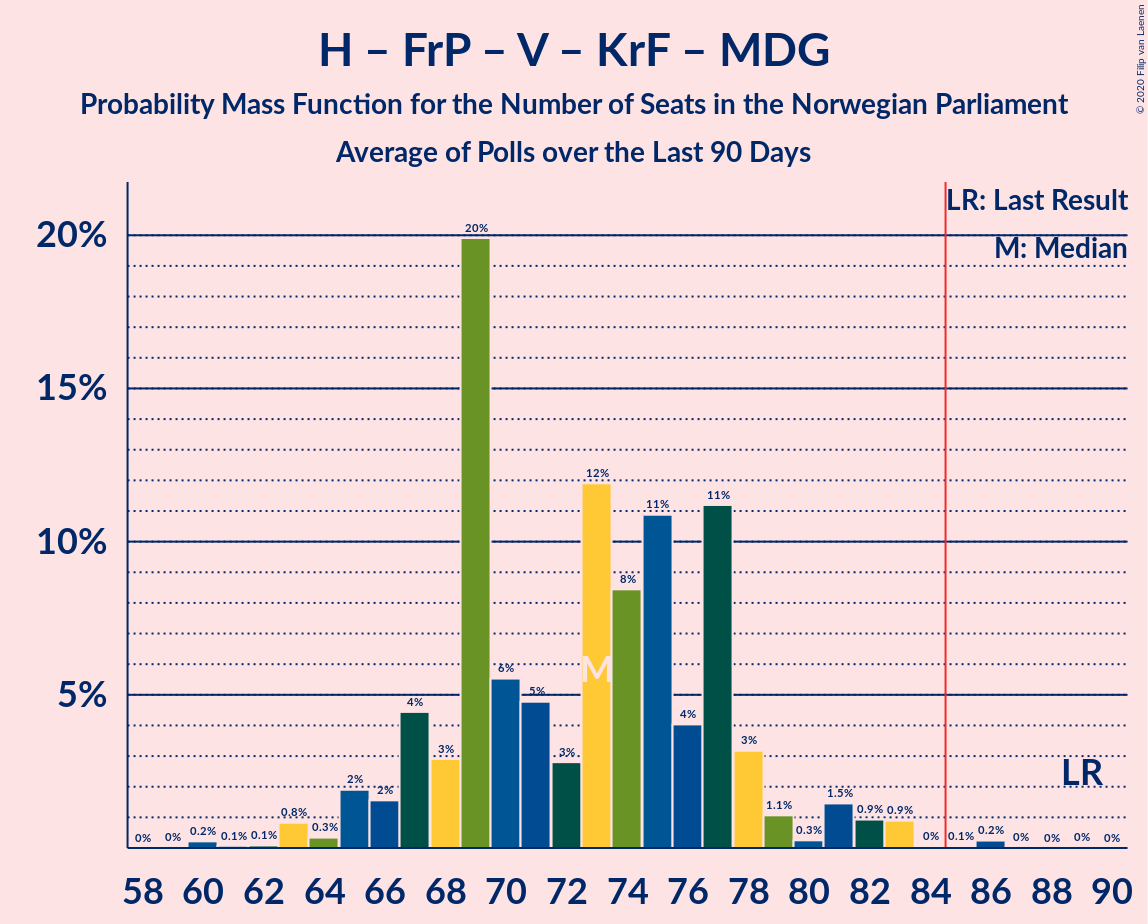 H – FrP – V – KrF – MDG
Probability Mass Function for the Number of Seats in the Norwegian Parliament
Average of Polls over the Last 90 Days
© 2020 Filip van Laenen
LR: Last Result
M: Median
20%
15%
10%
5%
0% 0% 0.2% 0.1% 0.1% 0.8% 0.3% 2% 2% 4% 3% 20% 6% 5% 3% 12% 8% 11% 4% 11% 3% 1.1% 0.3% 1.5% 0.9% 0.9% 0% 0.1% 0.2% 0% 0% 0% 0%
M
LR
58 60 62 64 66 68 70 72 74 76 78 80 82 84 86 88 90